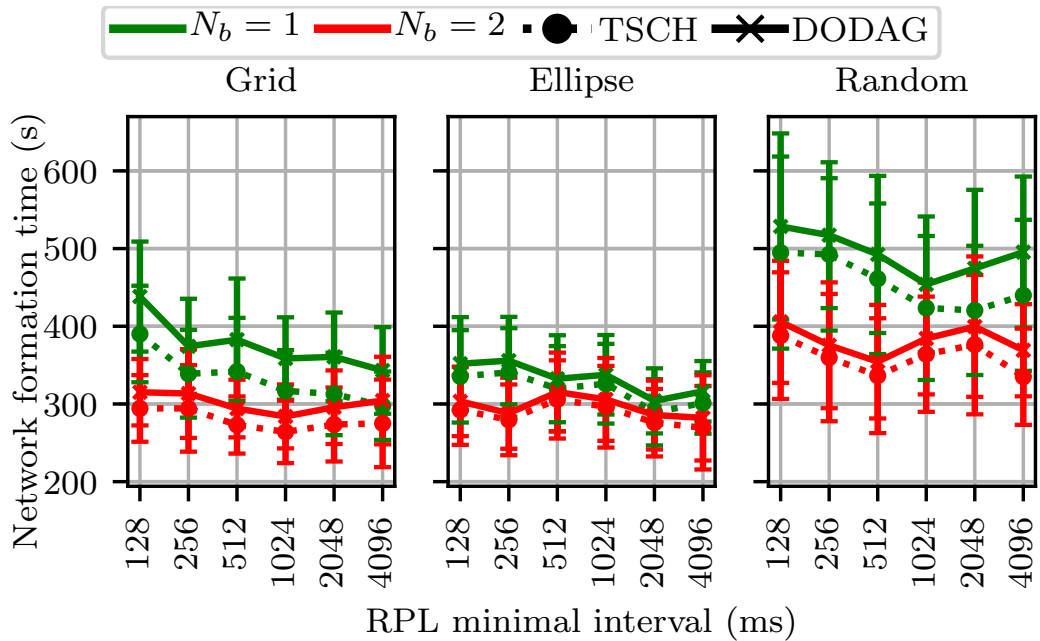 N_b = 1 N_b = 2 TSCH DODAG
Grid Ellipse Random
Network formation time (s)
600
500
400
300
200
128 256 512 1024 2048 4096 128 256 512 1024 2048 4096 128 256 512 1024 2048 4096
RPL minimal interval (ms)